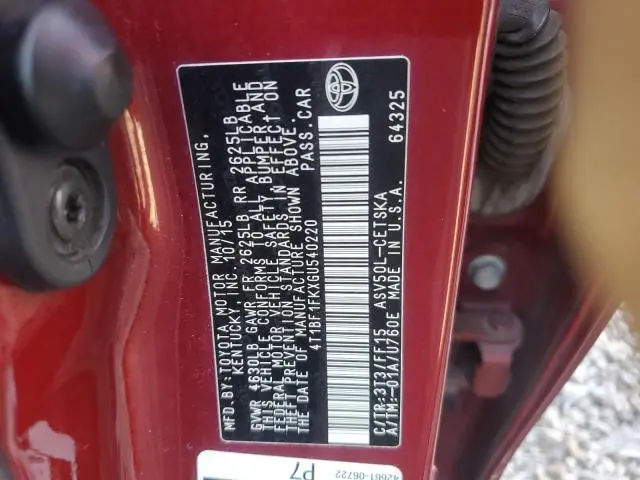 MFD.BY:TOYOTA MOTOR MANUFACTURING,
KENTUCKY, INC. 10/15
GVWR 4630LB GAWR FR 2625LB RR 2625LB
THIS VEHICLE CONFORMS TO ALL APPLICABLE
FEDERAL MOTOR VEHICLE SAFETY, BUMPER, AND
THEFT PREVENTION STANDARDS IN EFFECT ON
THE DATE OF MANUFACTURE SHOWN ABOVE.
4T1BF1FKXGU540220 PASS.CAR
C/TR:3T3/FF15 ASV50L-CETSKA
A/TM:-01A/U760E MADE IN U.S.A. 64325
42661-06722
P7